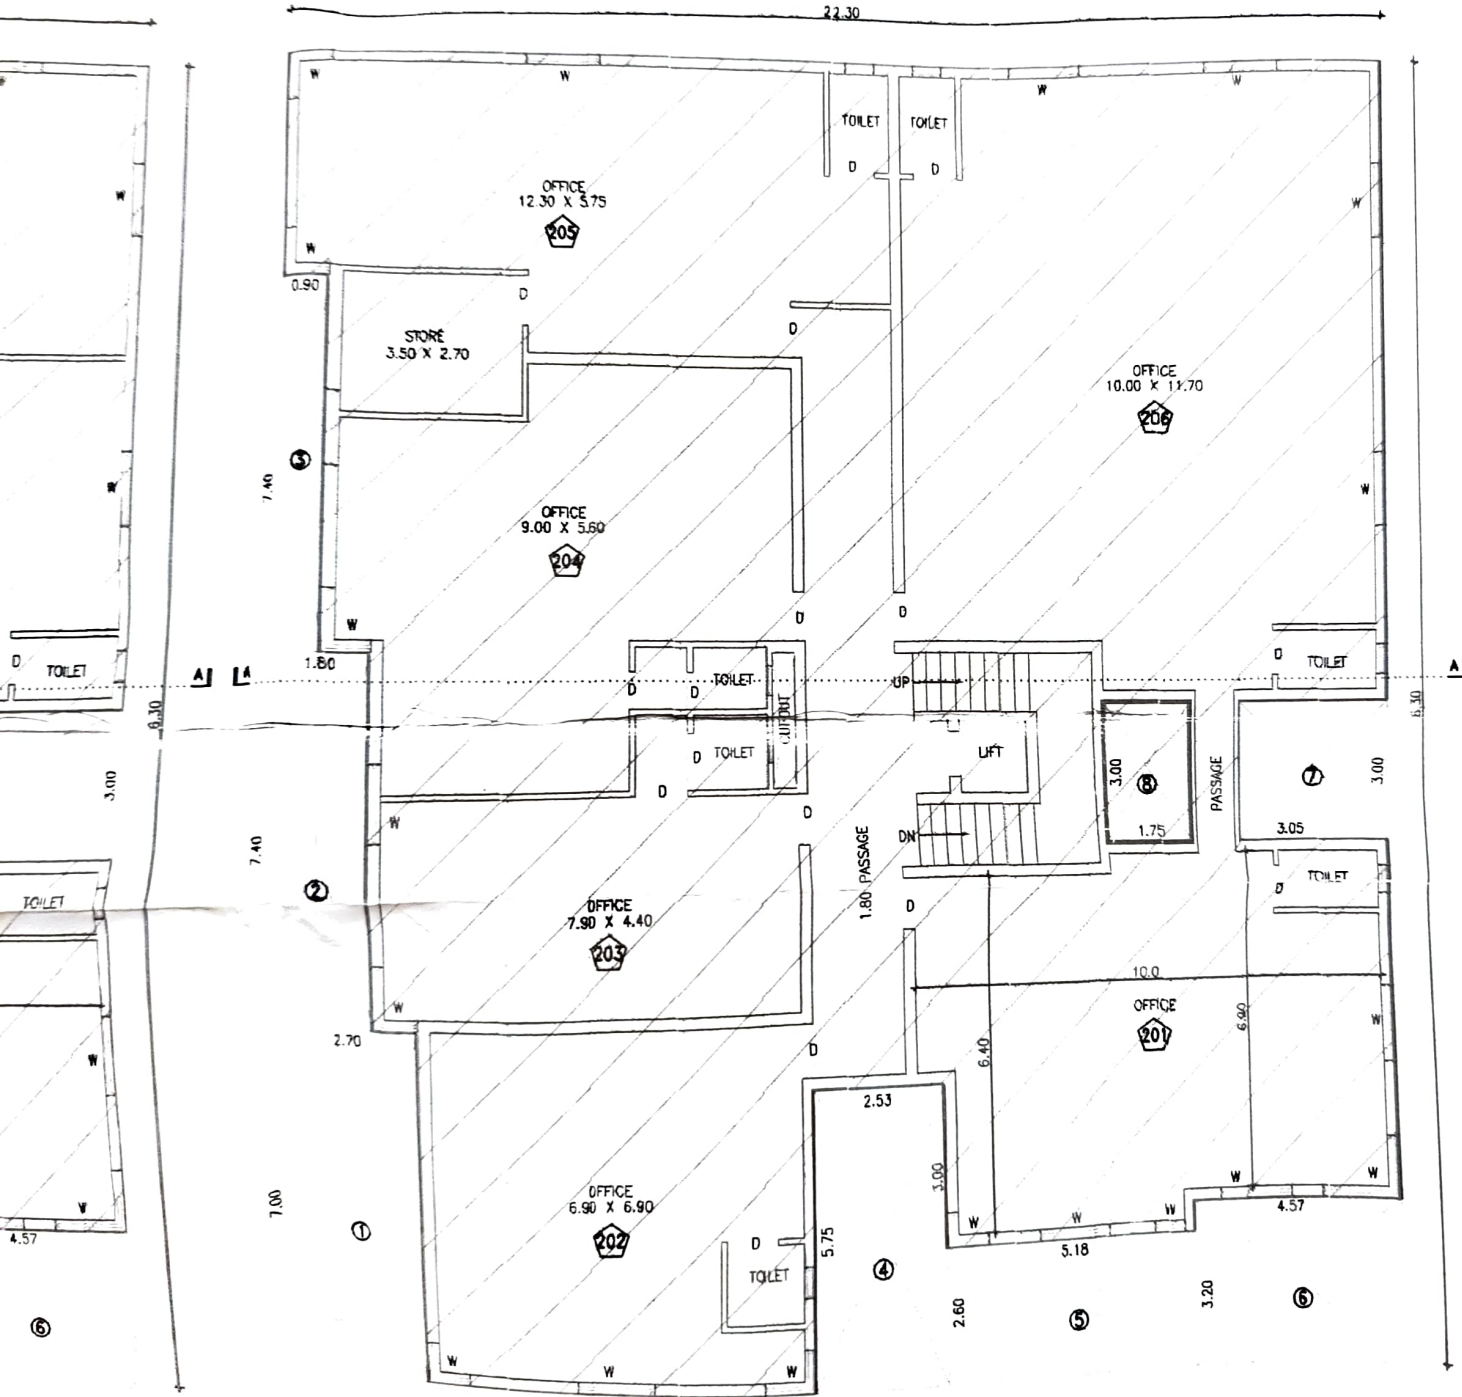 22.30
W
W
W
W
TOILET
TOILET
D
D
W
W
OFFICE
12.30 X 5.75
205
W
0.90
D
STORE
3.50 X 2.70
D
OFFICE
10.00 X 11.70
206
3
7.40
W
W
OFFICE
9.00 X 5.60
204
W
D
D
1.80
D
TOILET
A
A
D
D
TOILET
CUTOUT
UP
D
TOILET
A
6.30
LIFT
D
TOILET
3.00
8
1.75
PASSAGE
7
3.00
3.05
3.00
D
D
W
DN
7.40
2
1.80 PASSAGE
D
TOILET
TOILET
OFFICE
7.90 X 4.40
203
D
10.0
OFFICE
201
6.40
6.90
W
W
W
2.70
D
2.53
3.00
W
W
W
W
W
4.57
5.18
W
4.57
7.00
1
OFFICE
6.90 X 6.90
202
D
TOILET
5.75
4
2.60
5
3.20
6
6
W
W
W